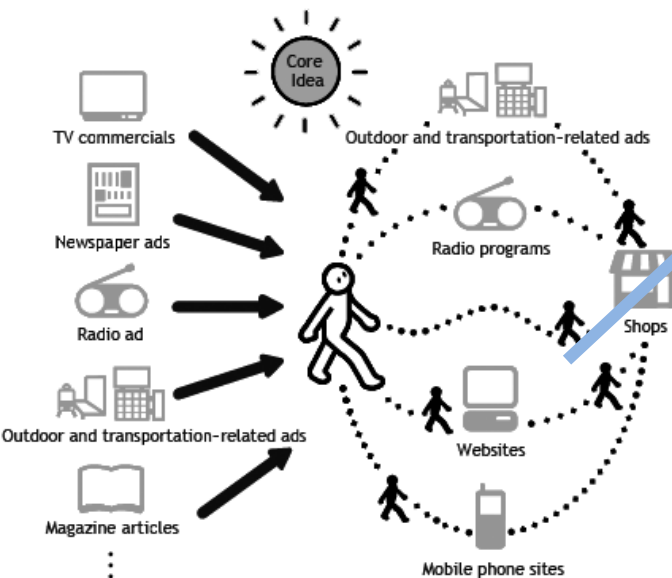 Core
Idea
TV commercials
Outdoor and transportation-related ads
Newspaper ads
Radio programs
Radio ad
Shops
Outdoor and transportation-related ads
Websites
Magazine articles
Mobile phone sites